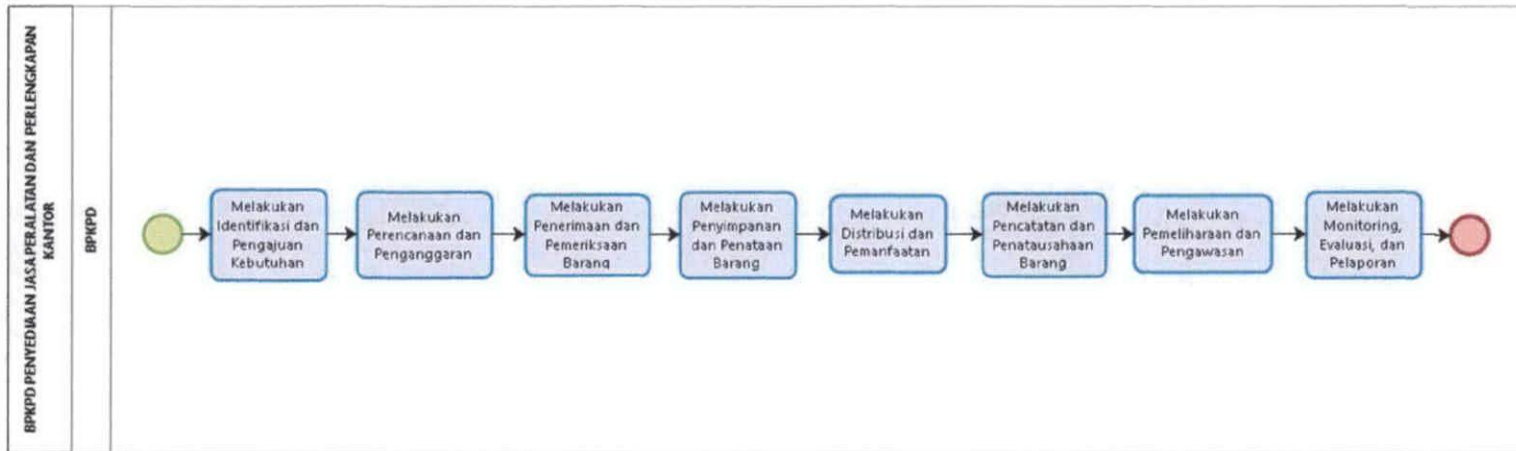 BPKPD PENYEDIAAN JASA PERALATAN DAN PERLENGKAPAN
KANTOR
BPKPD
Melakukan
Identifikasi dan
Pengajuan
Kebutuhan
Melakukan
Perencanaan dan
Penganggaran
Melakukan
Penerimaan dan
Pemeriksaan
Barang
Melakukan
Penyimpanan
dan Penataan
Barang
Melakukan
Distribusi dan
Pemanfaatan
Melakukan
Pencatatan dan
Penatausahaan
Barang
Melakukan
Pemeliharaan dan
Pengawasan
Melakukan
Monitoring,
Evaluasi, dan
Pelaporan